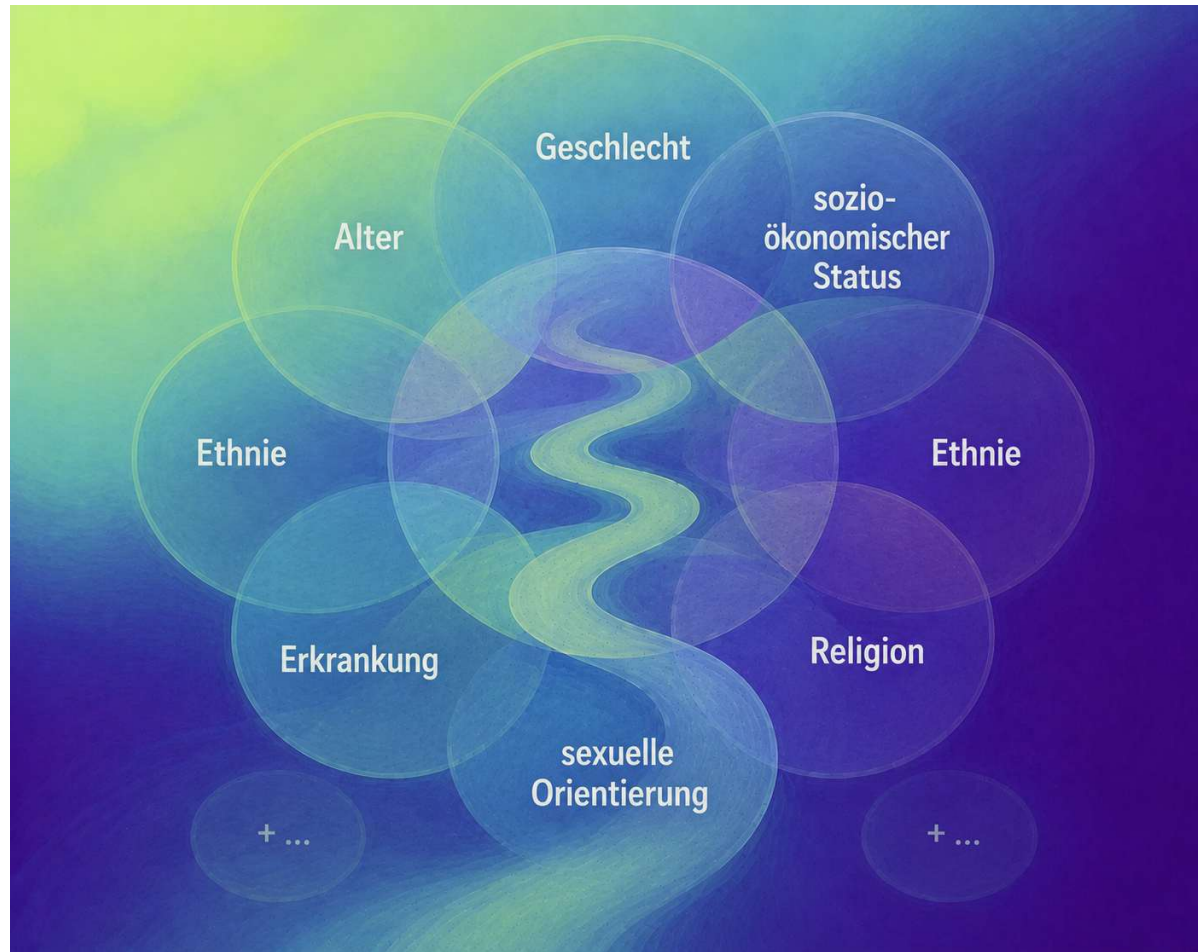 Geschlecht
Alter
sozio-
ökonomischer
Status
Ethnie
Ethnie
Erkrankung
Religion
sexuelle
Orientierung
+ ...
+ ...